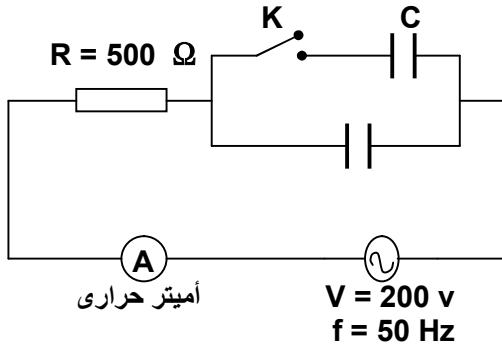 K
C
R = 500 Ω
A
أميتر حرارى
V = 200 v
f = 50 Hz